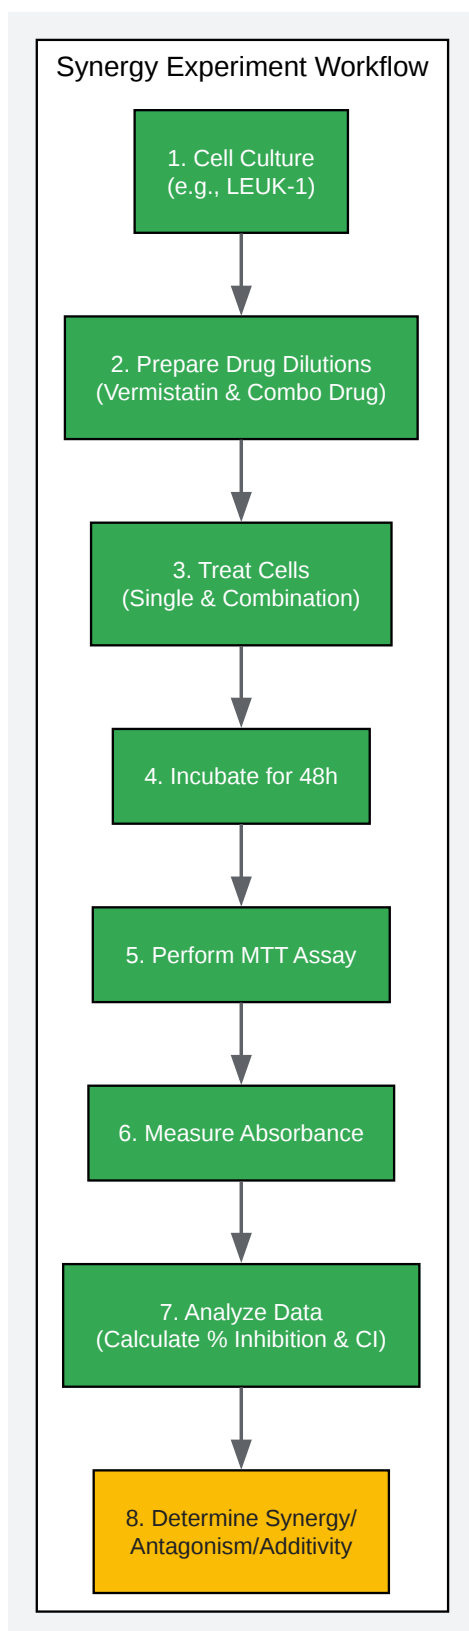 Synergy Experiment Workflow
1. Cell Culture
(e.g., LEUK-1)
2. Prepare Drug Dilutions
(Vermistatin & Combo Drug)
3. Treat Cells
(Single & Combination)
4. Incubate for 48h
5. Perform MTT Assay
6. Measure Absorbance
7. Analyze Data
(Calculate % Inhibition & CI)
8. Determine Synergy/
Antagonism/Additivity